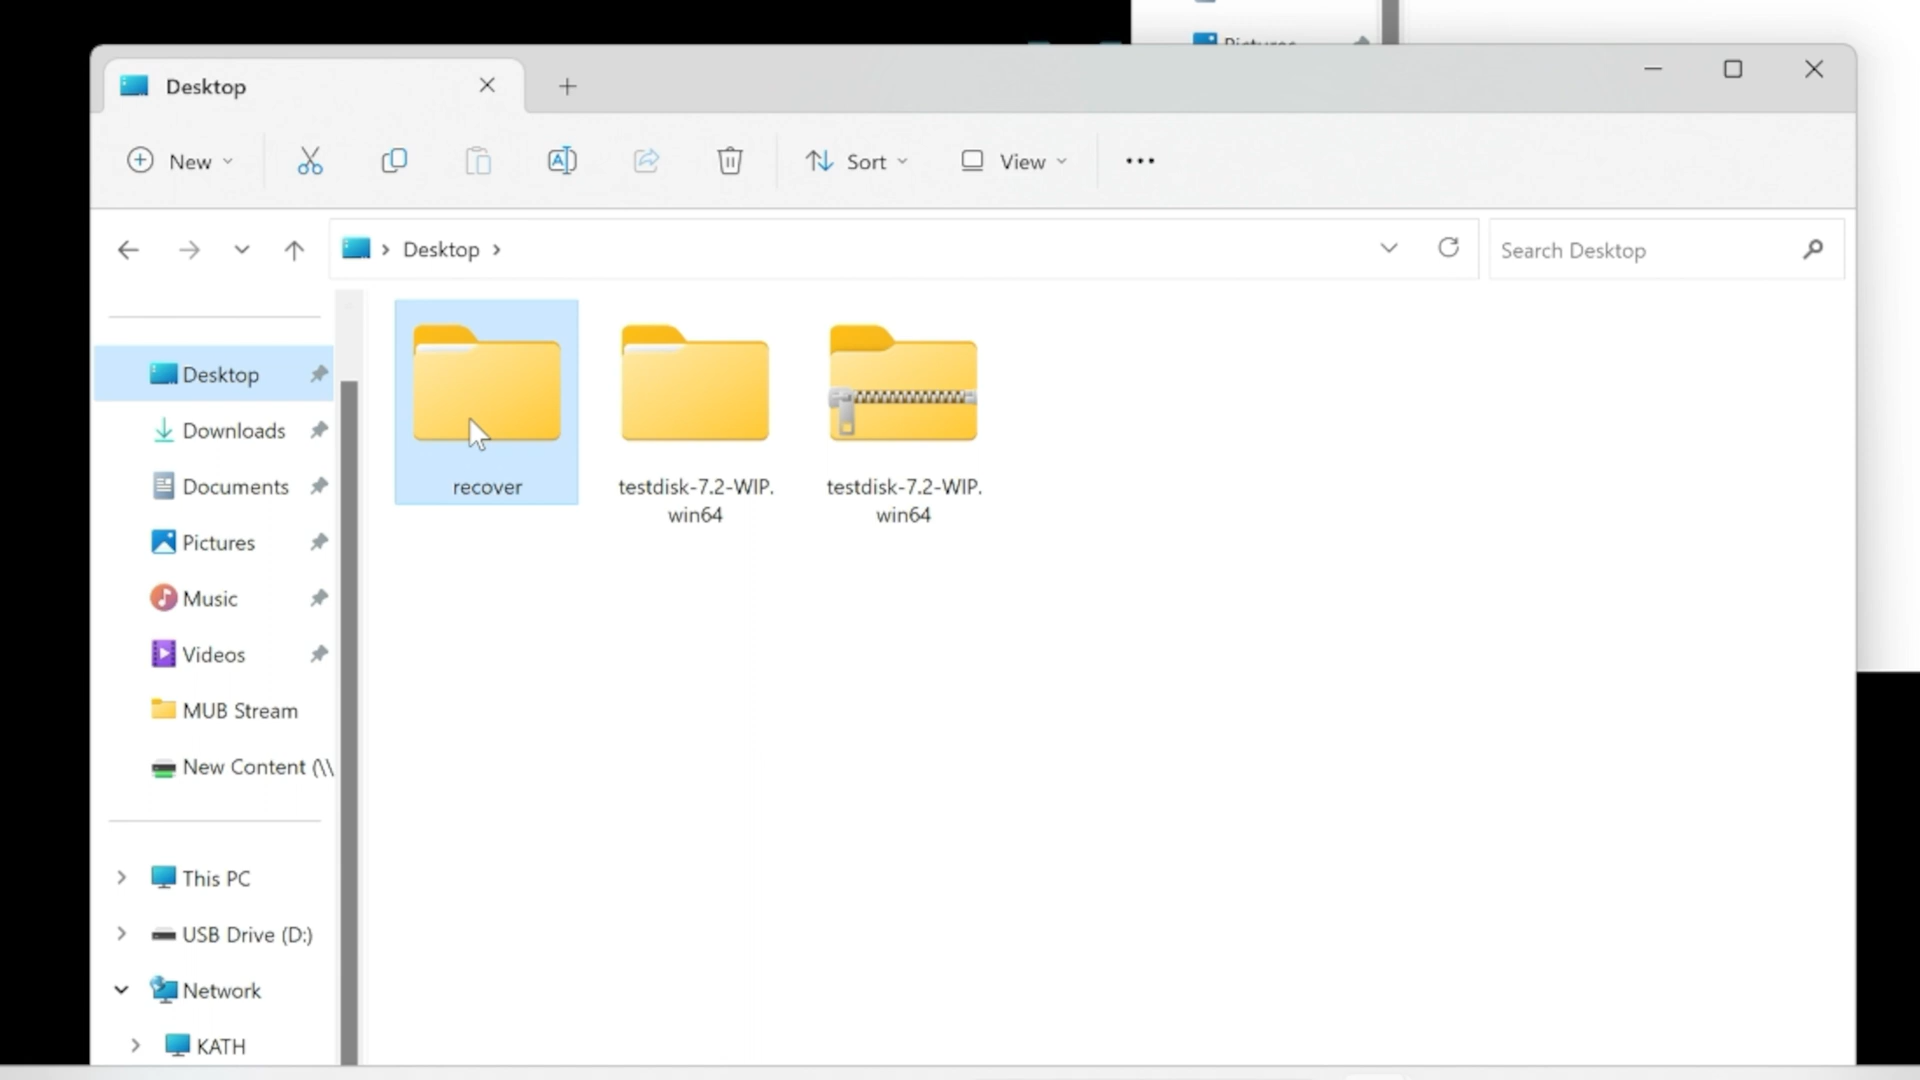 Pictures
Desktop
New
Sort
View
Desktop
Search Desktop
Desktop
Downloads
Documents
Pictures
Music
Videos
MUB Stream
New Content (\\
This PC
USB Drive (D:)
Network
KATH
recover
testdisk-7.2-WIP.
win64
testdisk-7.2-WIP.
win64